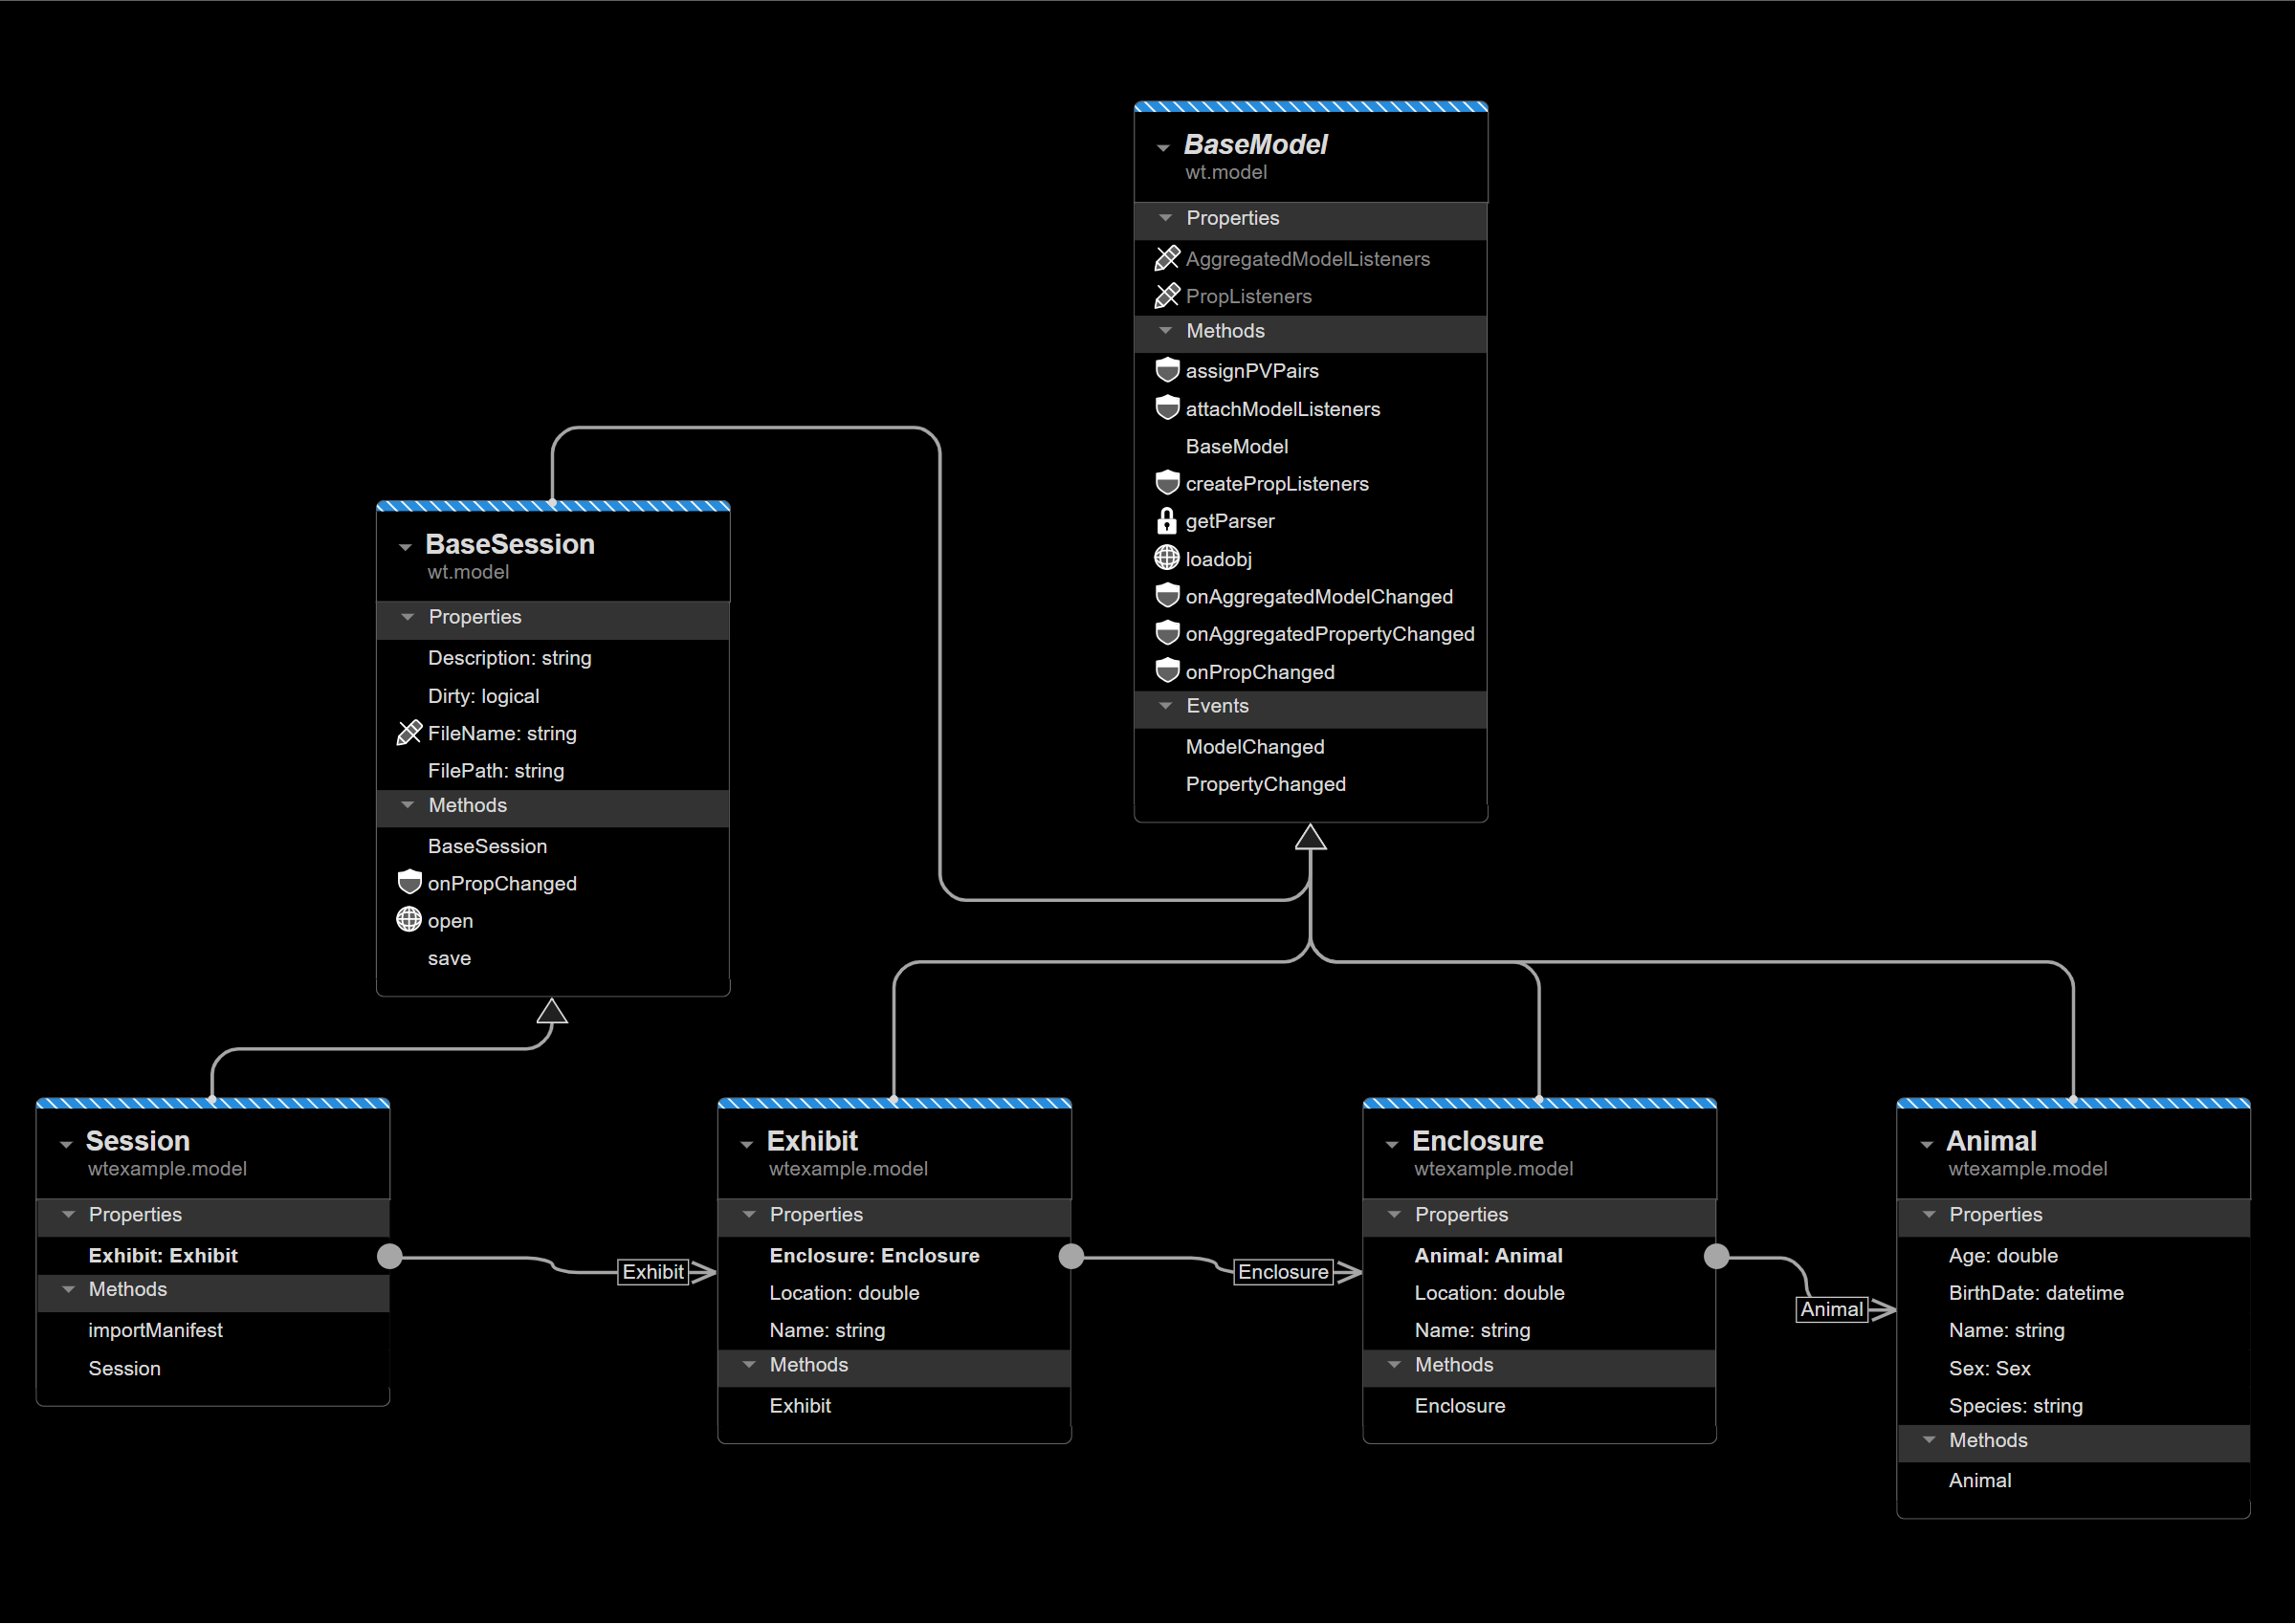 BaseModel
wt.model
Properties
AggregatedModelListeners
PropListeners
Methods
assignPVPairs
attachModelListeners
BaseModel
createPropListeners
getParser
loadobj
onAggregatedModelChanged
onAggregatedPropertyChanged
onPropChanged
Events
ModelChanged
PropertyChanged
BaseSession
wt.model
Properties
Description: string
Dirty: logical
FileName: string
FilePath: string
Methods
BaseSession
onPropChanged
open
save
Session
wtexample.model
Properties
Exhibit: Exhibit
Methods
importManifest
Session
Exhibit
Exhibit
wtexample.model
Properties
Enclosure: Enclosure
Location: double
Name: string
Methods
Exhibit
Enclosure
Enclosure
wtexample.model
Properties
Animal: Animal
Location: double
Name: string
Methods
Enclosure
Animal
Animal
wtexample.model
Properties
Age: double
BirthDate: datetime
Name: string
Sex: Sex
Species: string
Methods
Animal